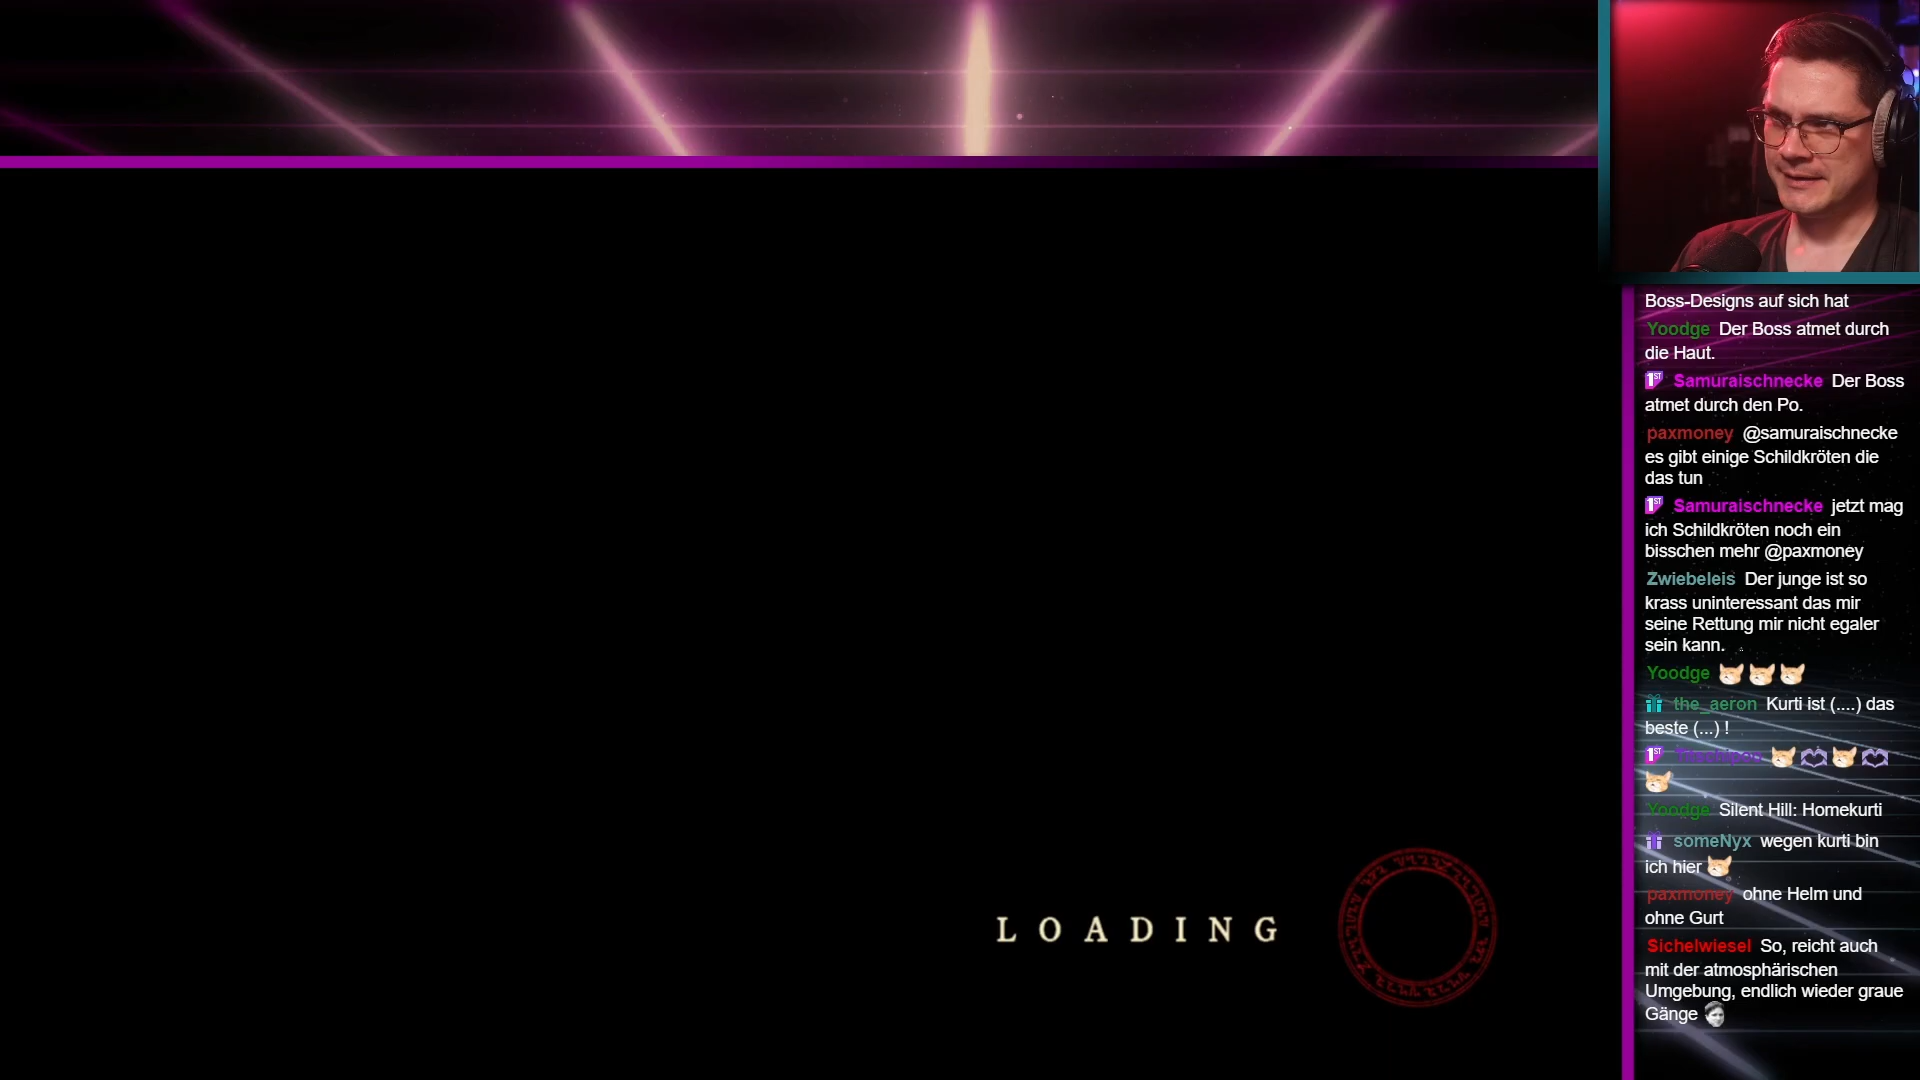 Boss-Designs auf sich hat
Yoodge Der Boss atmet durch
die Haut.
1ST Samuraischnecke Der Boss
atmet durch den Po.
paxmoney @samuraischnecke
es gibt einige Schildkröten die
das tun
1ST Samuraischnecke jetzt mag
ich Schildkröten noch ein
bisschen mehr @paxmoney
Zwiebeleis Der junge ist so
krass uninteressant das mir
seine Rettung mir nicht egaler
sein kann.
Yoodge
the_aeron Kurti ist (....) das
beste (...) !
1ST
Yoodge Silent Hill: Homekurti
someNyx wegen kurti bin
ich hier
paxmoney ohne Helm und
ohne Gurt
Sichelwiesel So, reicht auch
mit der atmosphärischen
Umgebung, endlich wieder graue
Gänge
LOADING